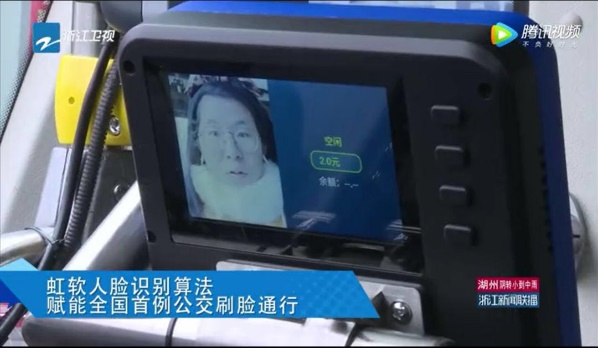 浙江卫视
腾讯视频
不负好时光
空闲
2.0元
余额：--.--
虹软人脸识别算法
赋能全国首例公交刷脸通行
湖州 阴转小到中雨
浙江新闻联播